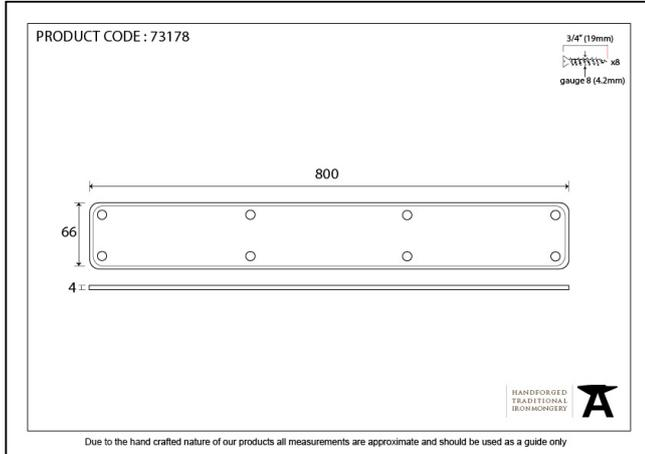 PRODUCT CODE : 73178
3/4" (19mm)
x8
gauge 8 (4.2mm)
800
66
4
HANDFORGED
TRADITIONAL
IRONMONGERY
Due to the hand crafted nature of our products all measurements are approximate and should be used as a guide only